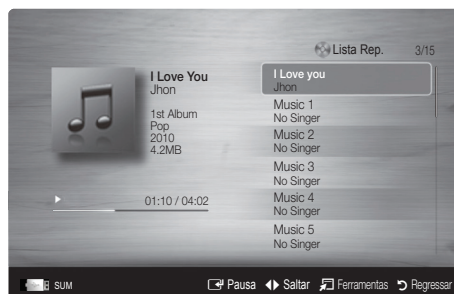 Lista Rep. 3/15
I Love You
Jhon
1st Album
Pop
2010
4.2MB
01:10 / 04:02
I Love you
Jhon
Music 1
No Singer
Music 2
No Singer
Music 3
No Singer
Music 4
No Singer
Music 5
No Singer
SUM Pausa Saltar Ferramentas Regressar